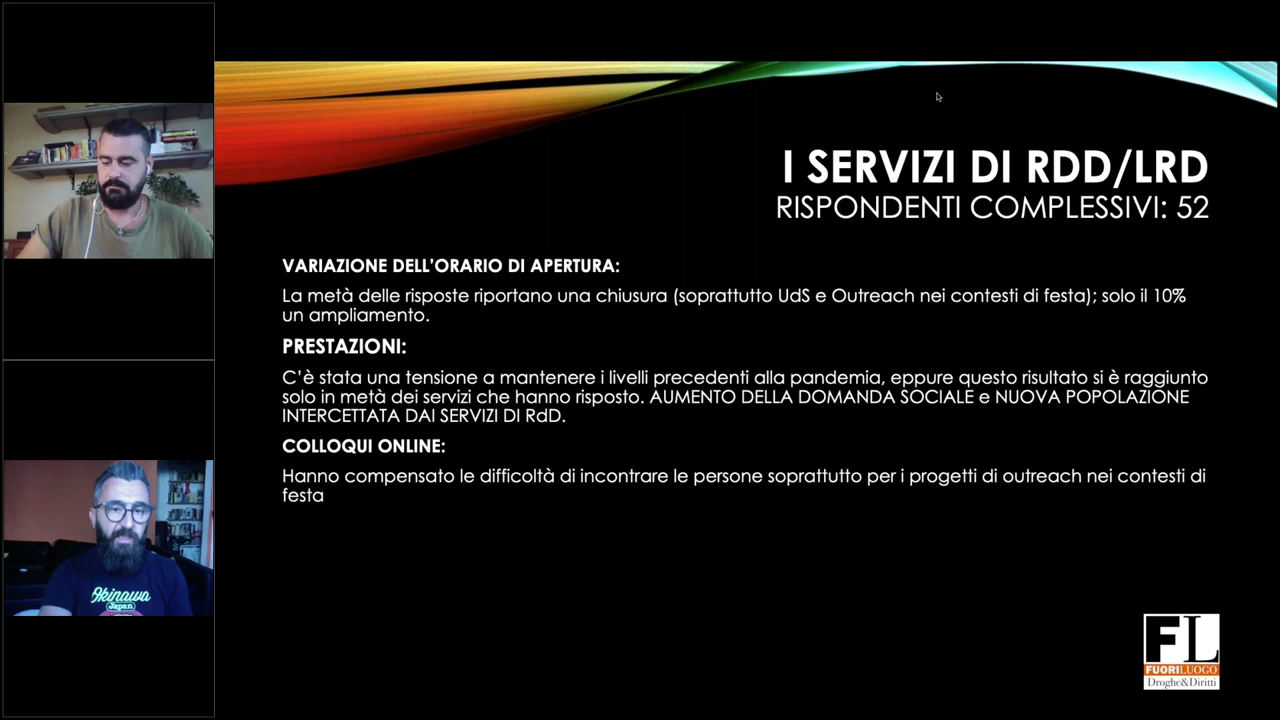 I SERVIZI DI RDD/LRD
RISPONDENTI COMPLESSIVI: 52
VARIAZIONE DELL’ORARIO DI APERTURA:
La metà delle risposte riportano una chiusura (soprattutto UdS e Outreach nei contesti di festa); solo il 10%
un ampliamento.
PRESTAZIONI:
C’è stata una tensione a mantenere i livelli precedenti alla pandemia, eppure questo risultato si è raggiunto
solo in metà dei servizi che hanno risposto. AUMENTO DELLA DOMANDA SOCIALE e NUOVA POPOLAZIONE
INTERCETTATA DAI SERVIZI DI RdD.
COLLOQUI ONLINE:
Hanno compensato le difficoltà di incontrare le persone soprattutto per i progetti di outreach nei contesti di
festa
Okinawa
Japan
FL
FUORILUOGO
Droghe&Diritti